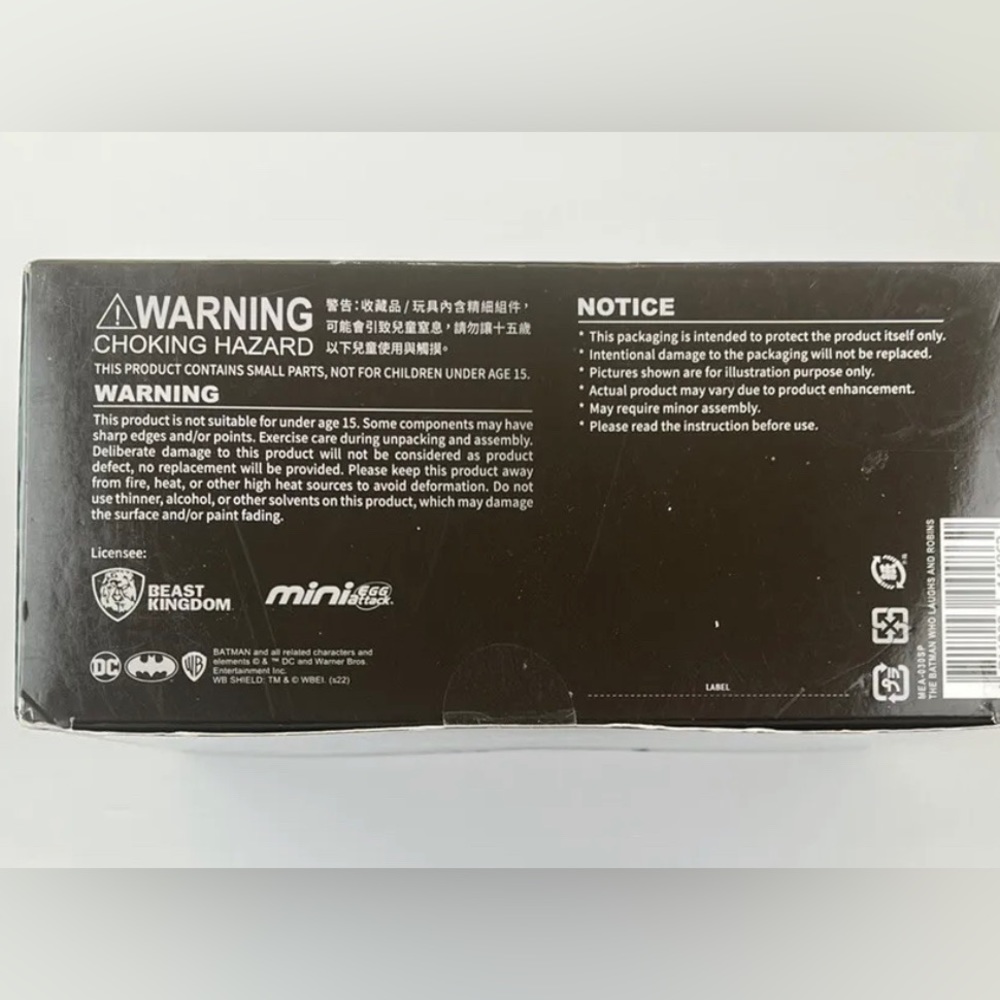 WARNING
CHOKING HAZARD
警告:收藏品/玩具內含精細組件,
可能會引致兒童窒息,請勿讓十五歲
以下兒童使用與觸摸。
THIS PRODUCT CONTAINS SMALL PARTS, NOT FOR CHILDREN UNDER AGE 15.
WARNING
This product is not suitable for under age 15. Some components may have
sharp edges and/or points. Exercise care during unpacking and assembly.
Deliberate damage to this product will not be considered as product
defect, no replacement will be provided. Please keep this product away
from fire, heat, or other high heat sources to avoid deformation. Do not
use thinner, alcohol, or other solvents on this product, which may damage
the surface and/or paint fading.
Licensee:
BEAST
KINGDOM
mini EGG
attack.
DC
WB
BATMAN and all related characters and
elements © & ™ DC and Warner Bros.
Entertainment Inc.
WB SHIELD: TM & © WBEI. (s22)
NOTICE
* This packaging is intended to protect the product itself only.
* Intentional damage to the packaging will not be replaced.
* Pictures shown are for illustration purpose only.
* Actual product may vary due to product enhancement.
* May require minor assembly.
* Please read the instruction before use.
LABEL
MEA-030SP
THE BATMAN WHO LAUGHS AND ROBINS